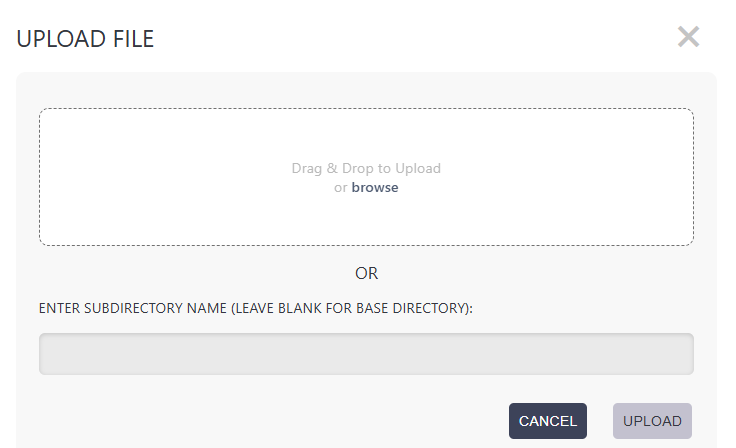 UPLOAD FILE
Drag & Drop to Upload
or browse
OR
ENTER SUBDIRECTORY NAME (LEAVE BLANK FOR BASE DIRECTORY):
CANCEL UPLOAD